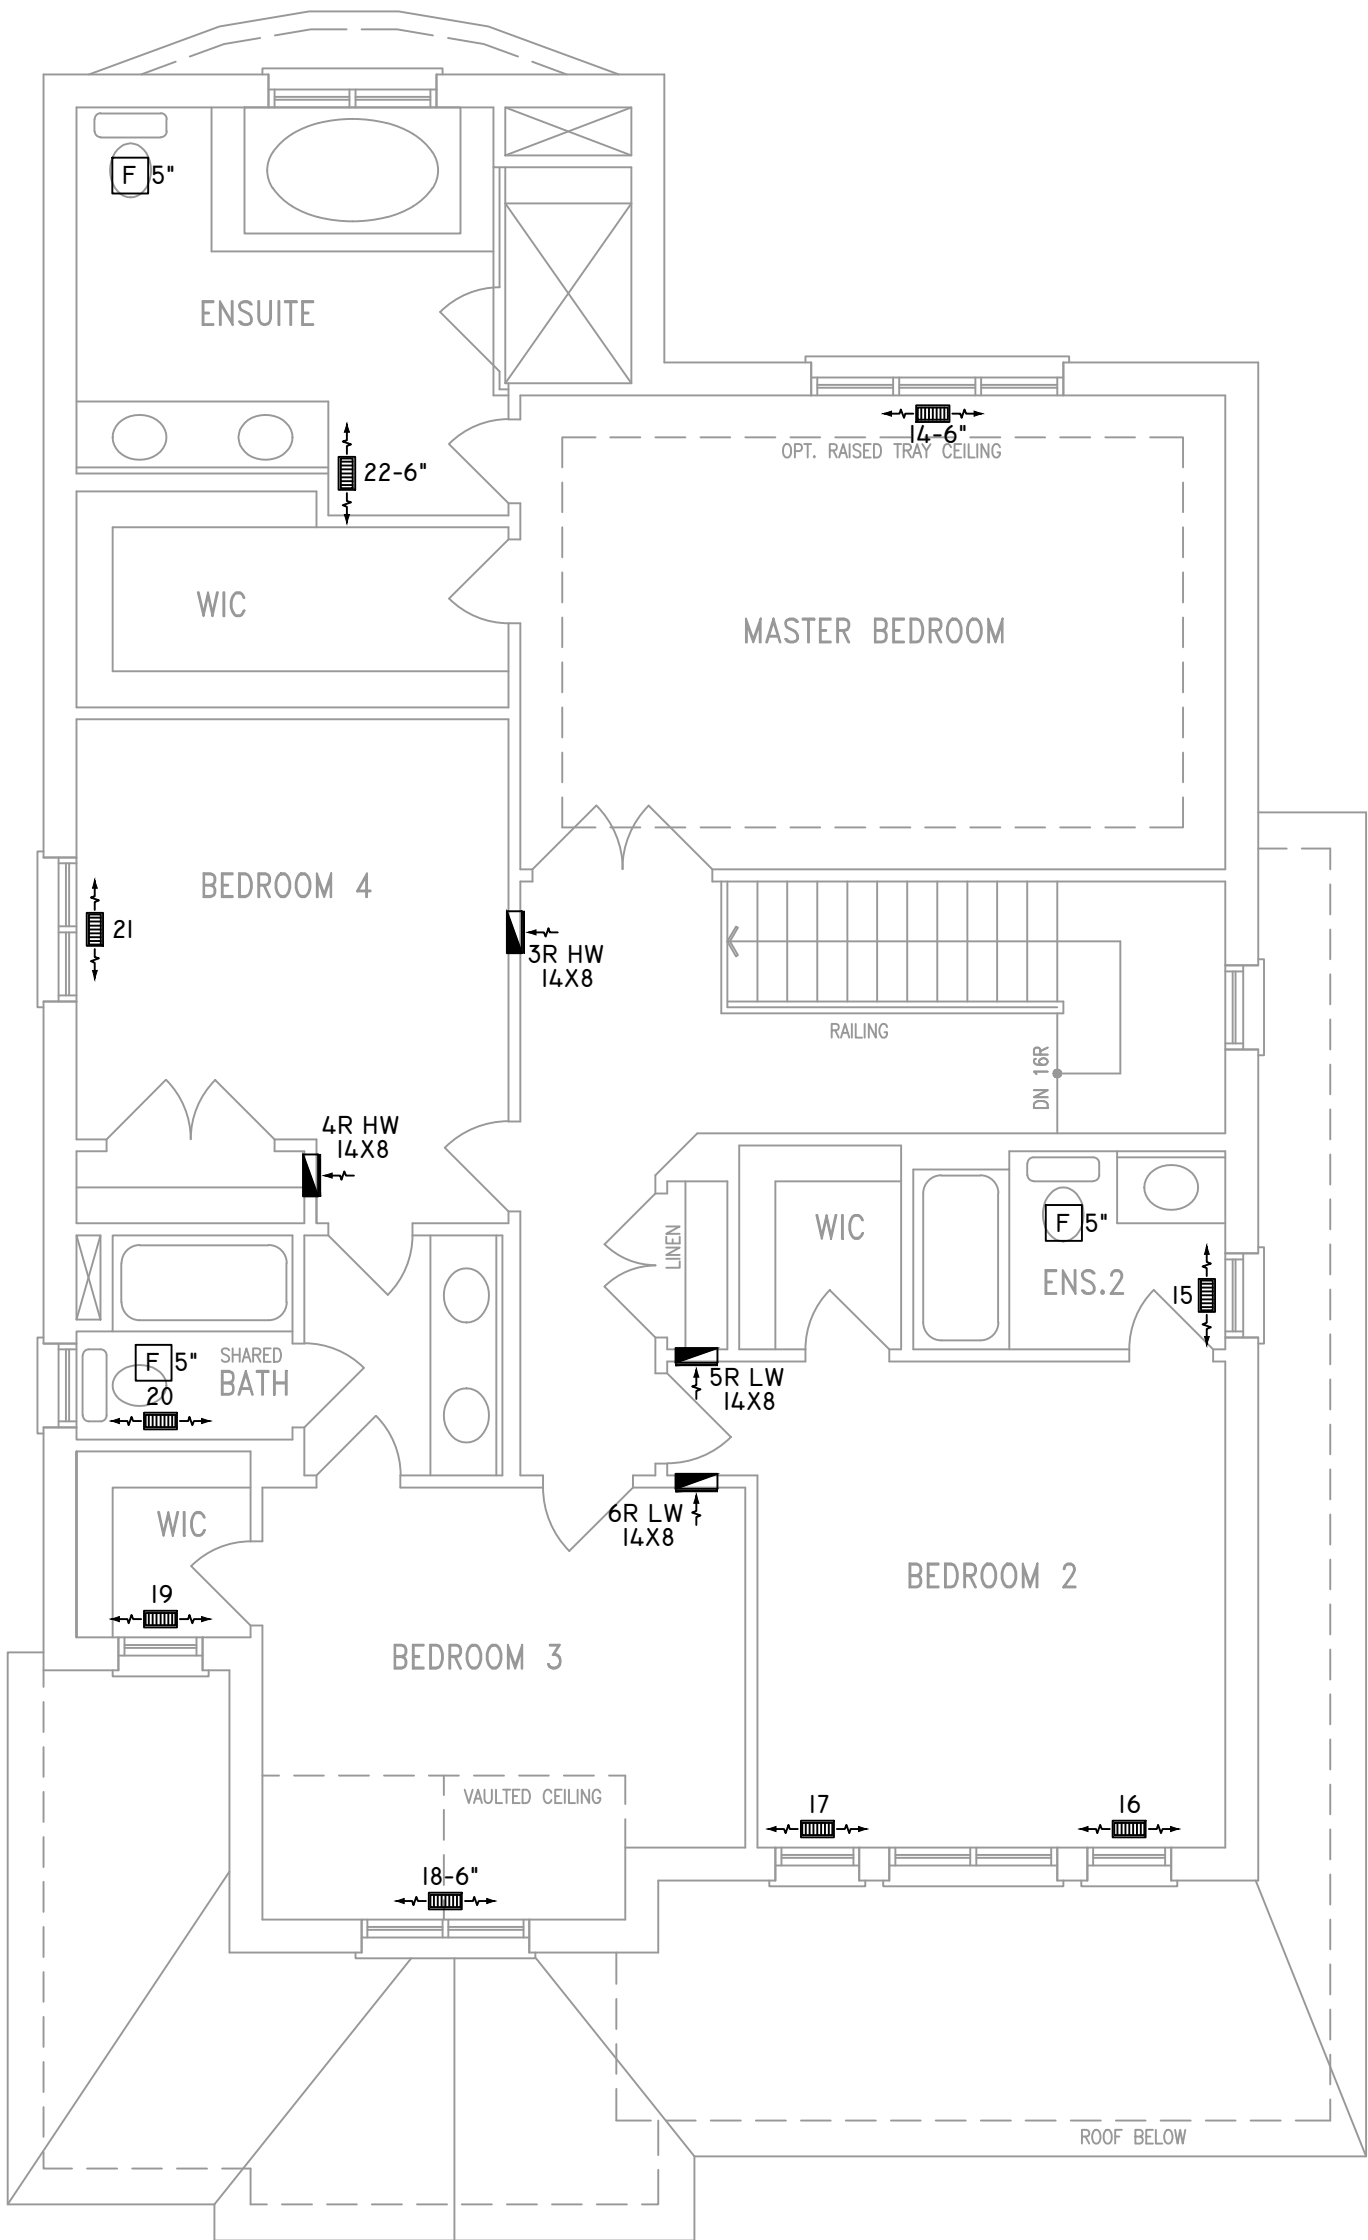 F 5"
ENSUITE
14-6"
OPT. RAISED TRAY CEILING
22-6"
WIC
MASTER BEDROOM
BEDROOM 4
21
3R HW
14X8
RAILING
DN 16R
4R HW
14X8
LINEN
WIC
F 5"
ENS.2
15
F 5"
SHARED
BATH
20
5R LW
14X8
6R LW
14X8
WIC
19
BEDROOM 2
BEDROOM 3
VAULTED CEILING
17
16
18-6"
ROOF BELOW